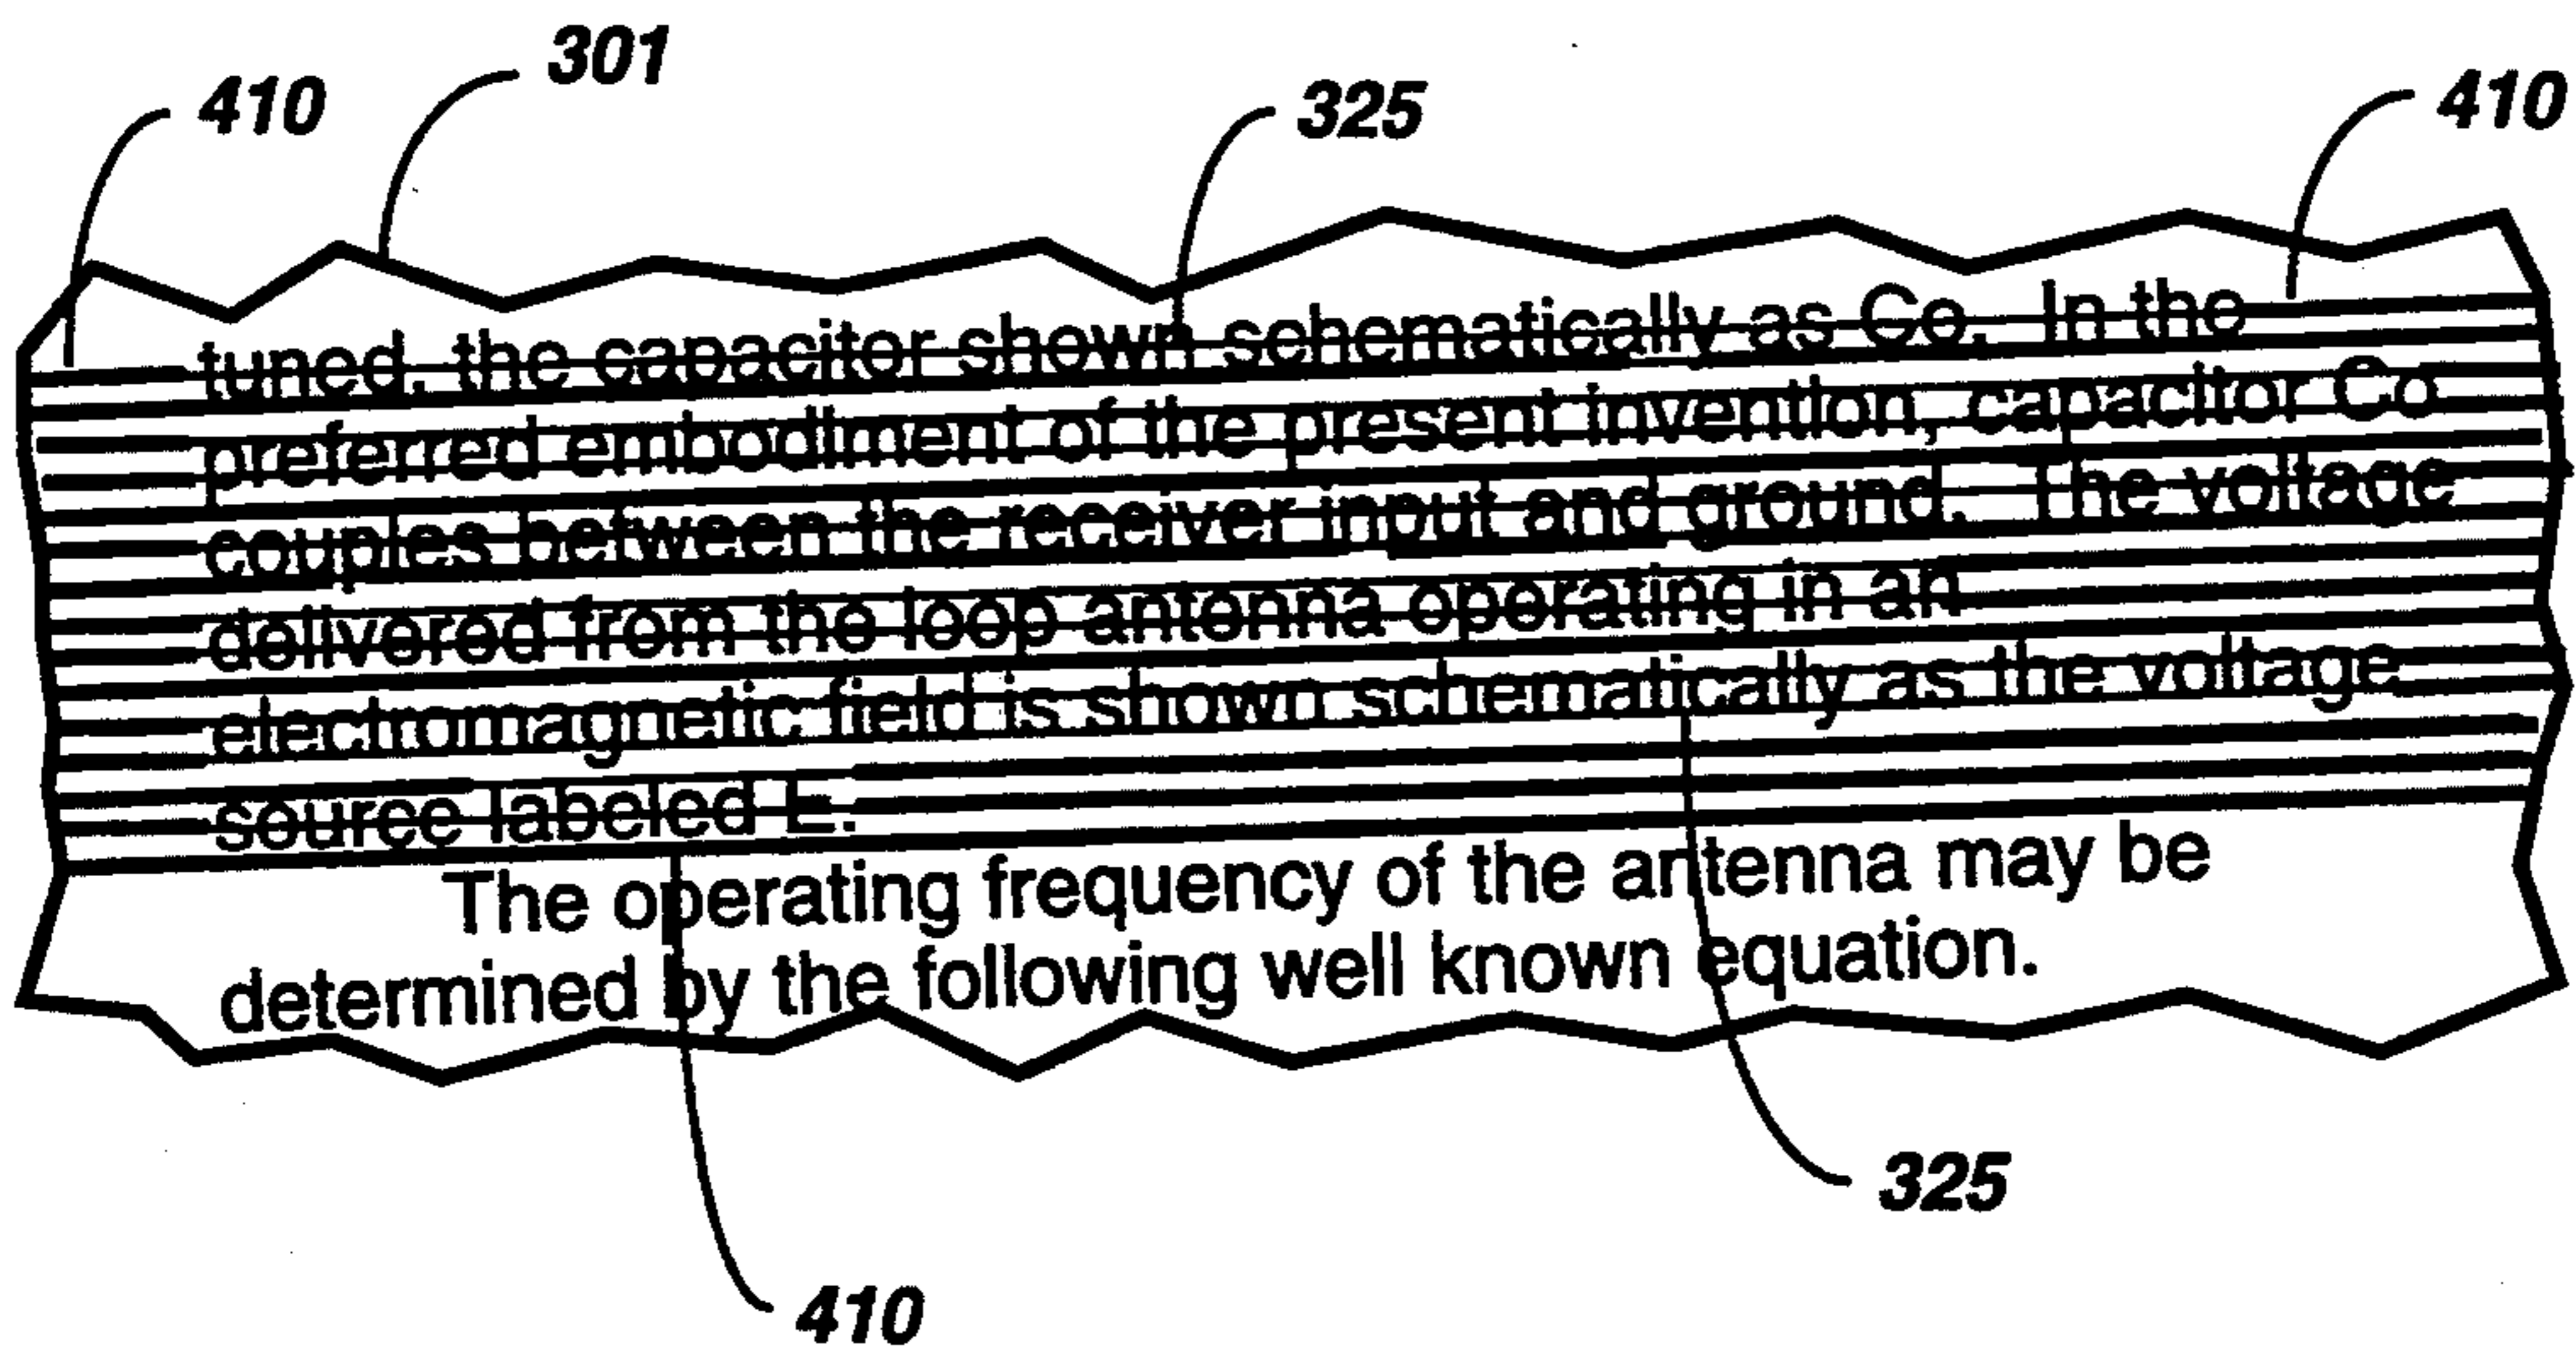 301
410
325
410
tuned, the capacitor shown schematically as Co. In the
preferred embodiment of the present invention, capacitor Co
couples between the receiver input and ground. The voltage
delivered from the loop antenna operating in an
electromagnetic field is shown schematically as the voltage
source labeled E.
The operating frequency of the antenna may be
determined by the following well known equation.
325
410